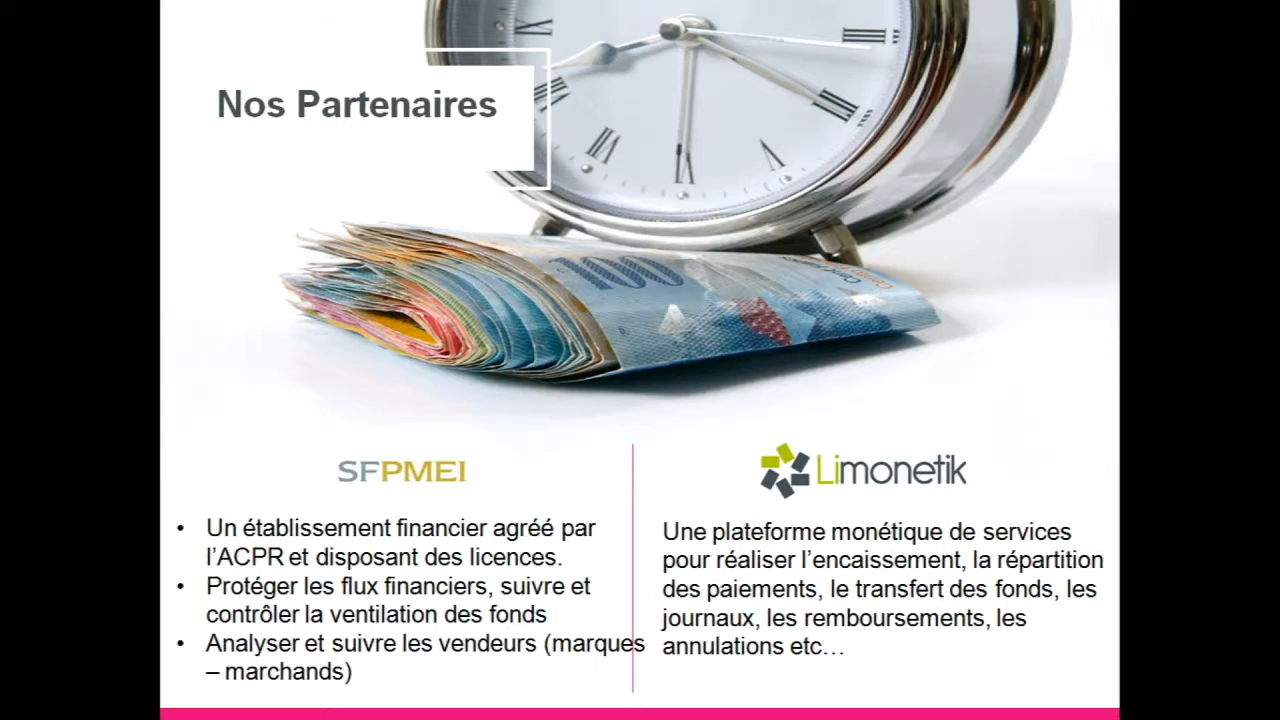 Nos Partenaires
SFPMEI
• Un établissement financier agréé par
l’ACPR et disposant des licences.
• Protéger les flux financiers, suivre et
contrôler la ventilation des fonds
• Analyser et suivre les vendeurs (marques
– marchands)
Limonetik
Une plateforme monétique de services
pour réaliser l’encaissement, la répartition
des paiements, le transfert des fonds, les
journaux, les remboursements, les
annulations etc…